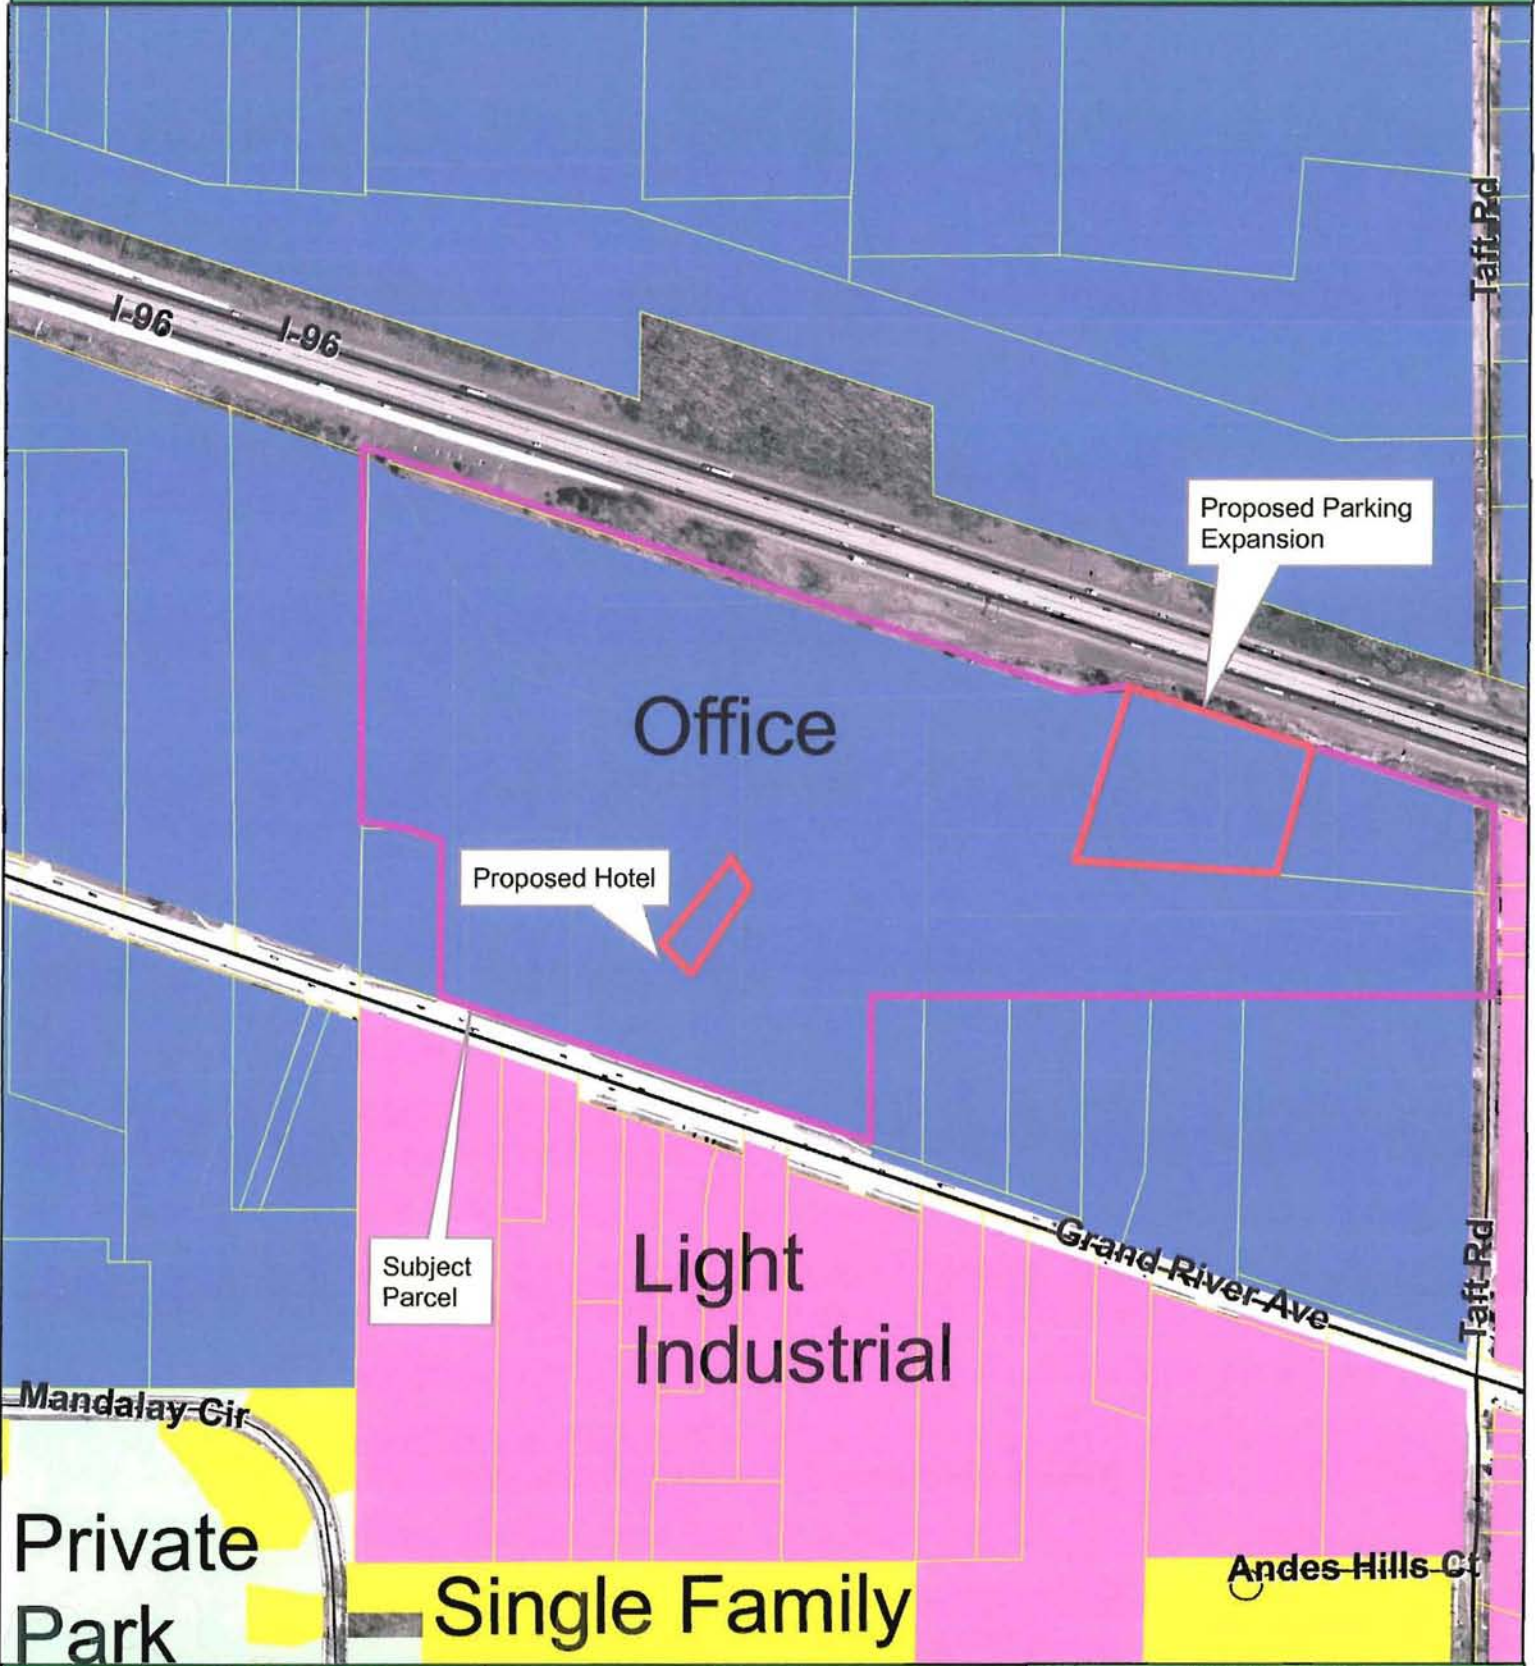 Taft Rd
I-96
I-96
Proposed Parking
Expansion
Office
Proposed Hotel
Grand River Ave
Taft Rd
Subject
Parcel
Light
Industrial
Mandalay Cir
Private
Park
Single Family
Andes Hills Ct